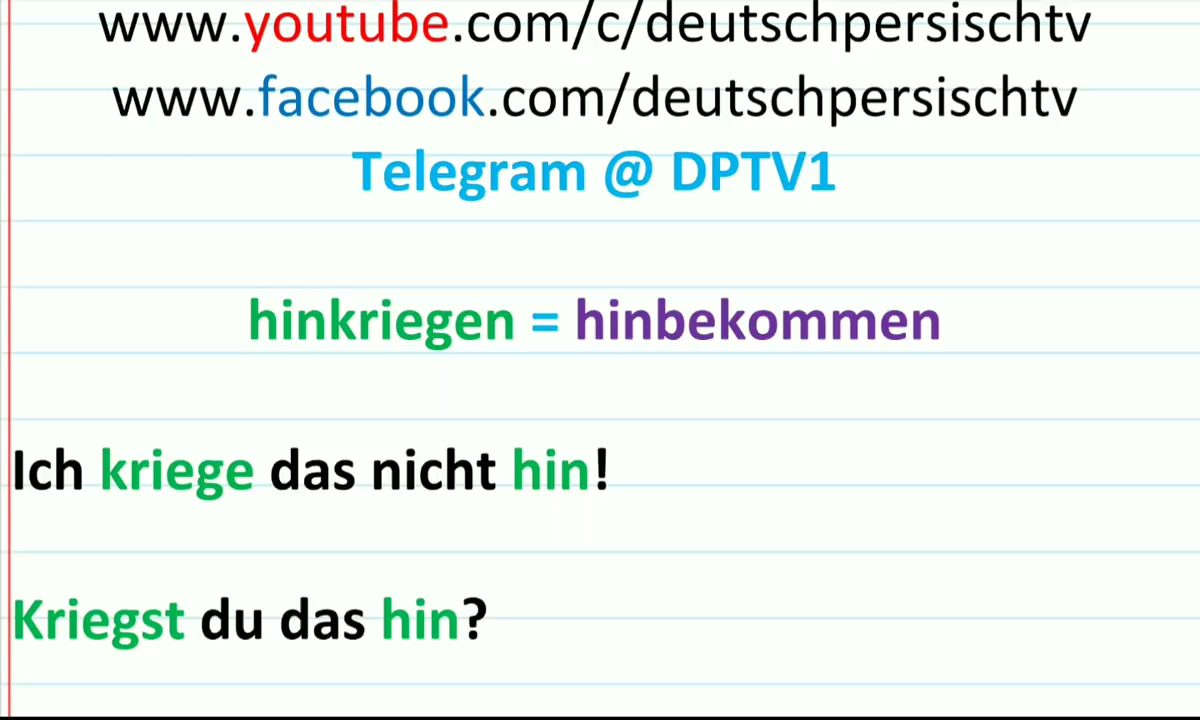 www.youtube.com/c/deutschpersischtv
www.facebook.com/deutschpersischtv
Telegram @ DPTV1
hinkriegen = hinbekommen
Ich kriege das nicht hin!
Kriegst du das hin?